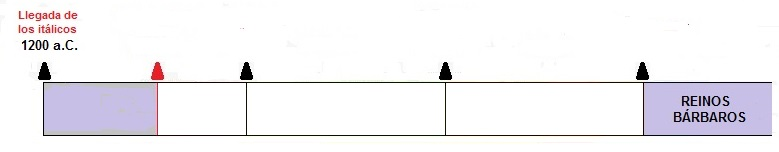 Llegada de
los itálicos
1200 a.C.
REINOS
BÁRBAROS